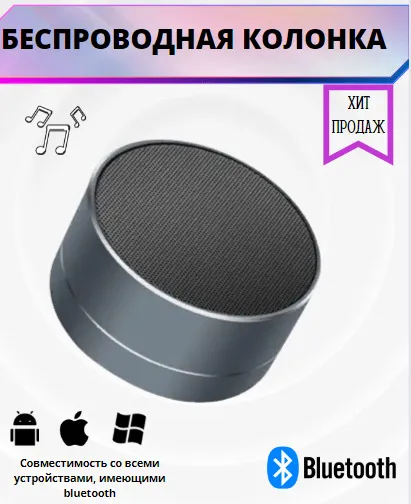 БЕСПРОВОДНАЯ КОЛОНКА
ХИТ
ПРОДАЖ
Совместимость со всеми
устройствами, имеющими
bluetooth
Bluetooth